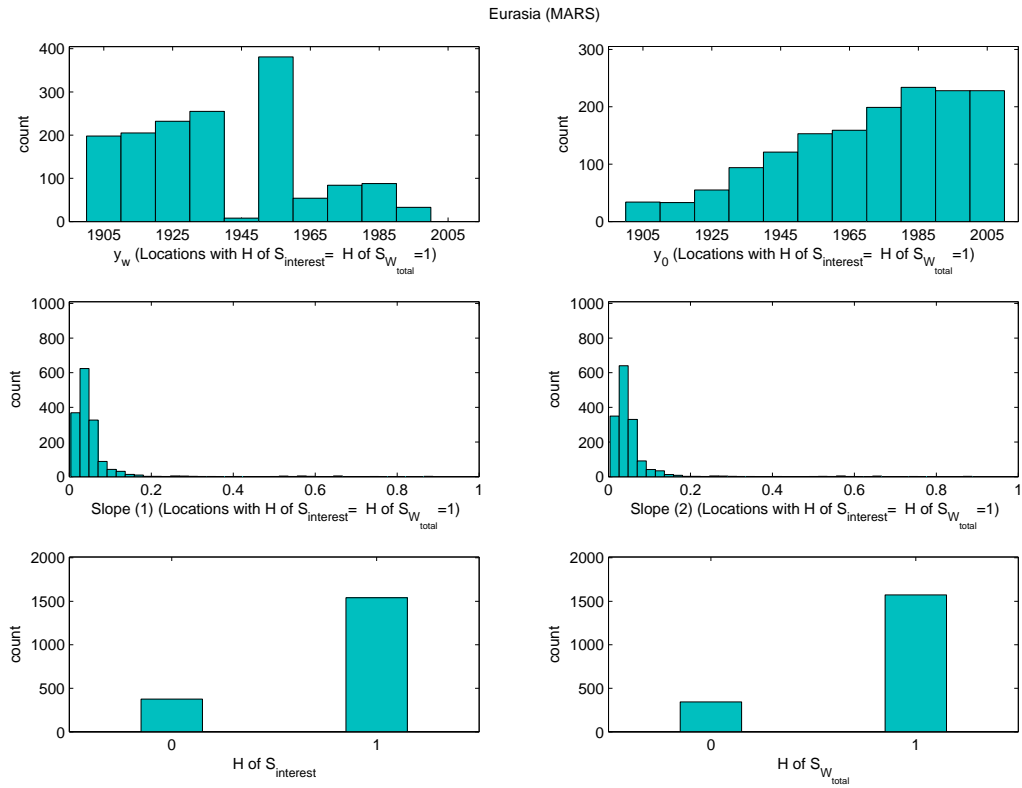 Eurasia (MARS)
400
300
200
100
0
count
1905 1925 1945 1965 1985 2005
y_w (Locations with H of S_interest= H of S_W_total =1)
300
200
100
0
count
1905 1925 1945 1965 1985 2005
y_0 (Locations with H of S_interest= H of S_W_total =1)
1000
800
600
400
200
0
count
0 0.2 0.4 0.6 0.8 1
Slope (1) (Locations with H of S_interest= H of S_W_total =1)
1000
800
600
400
200
0
count
0 0.2 0.4 0.6 0.8 1
Slope (2) (Locations with H of S_interest= H of S_W_total =1)
2000
1500
1000
500
0
count
0 1
H of S_interest
2000
1500
1000
500
0
count
0 1
H of S_W_total